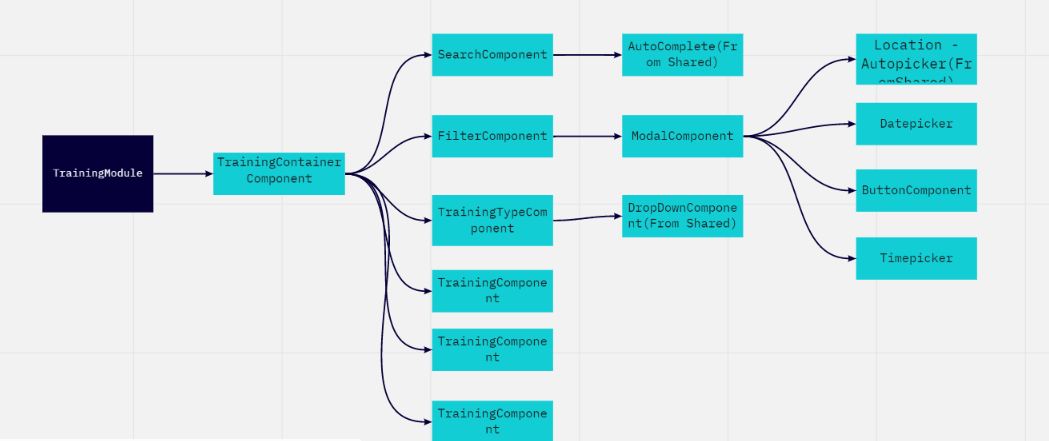 TrainingModule
TrainingContainer
Component
SearchComponent
FilterComponent
TrainingTypeCom
ponent
TrainingCompone
nt
TrainingCompone
nt
TrainingCompone
nt
AutoComplete(Fr
om Shared)
ModalComponent
DropDownCompone
nt(From Shared)
Location -
Autopicker(Fr
omShared)
Datepicker
ButtonComponent
Timepicker